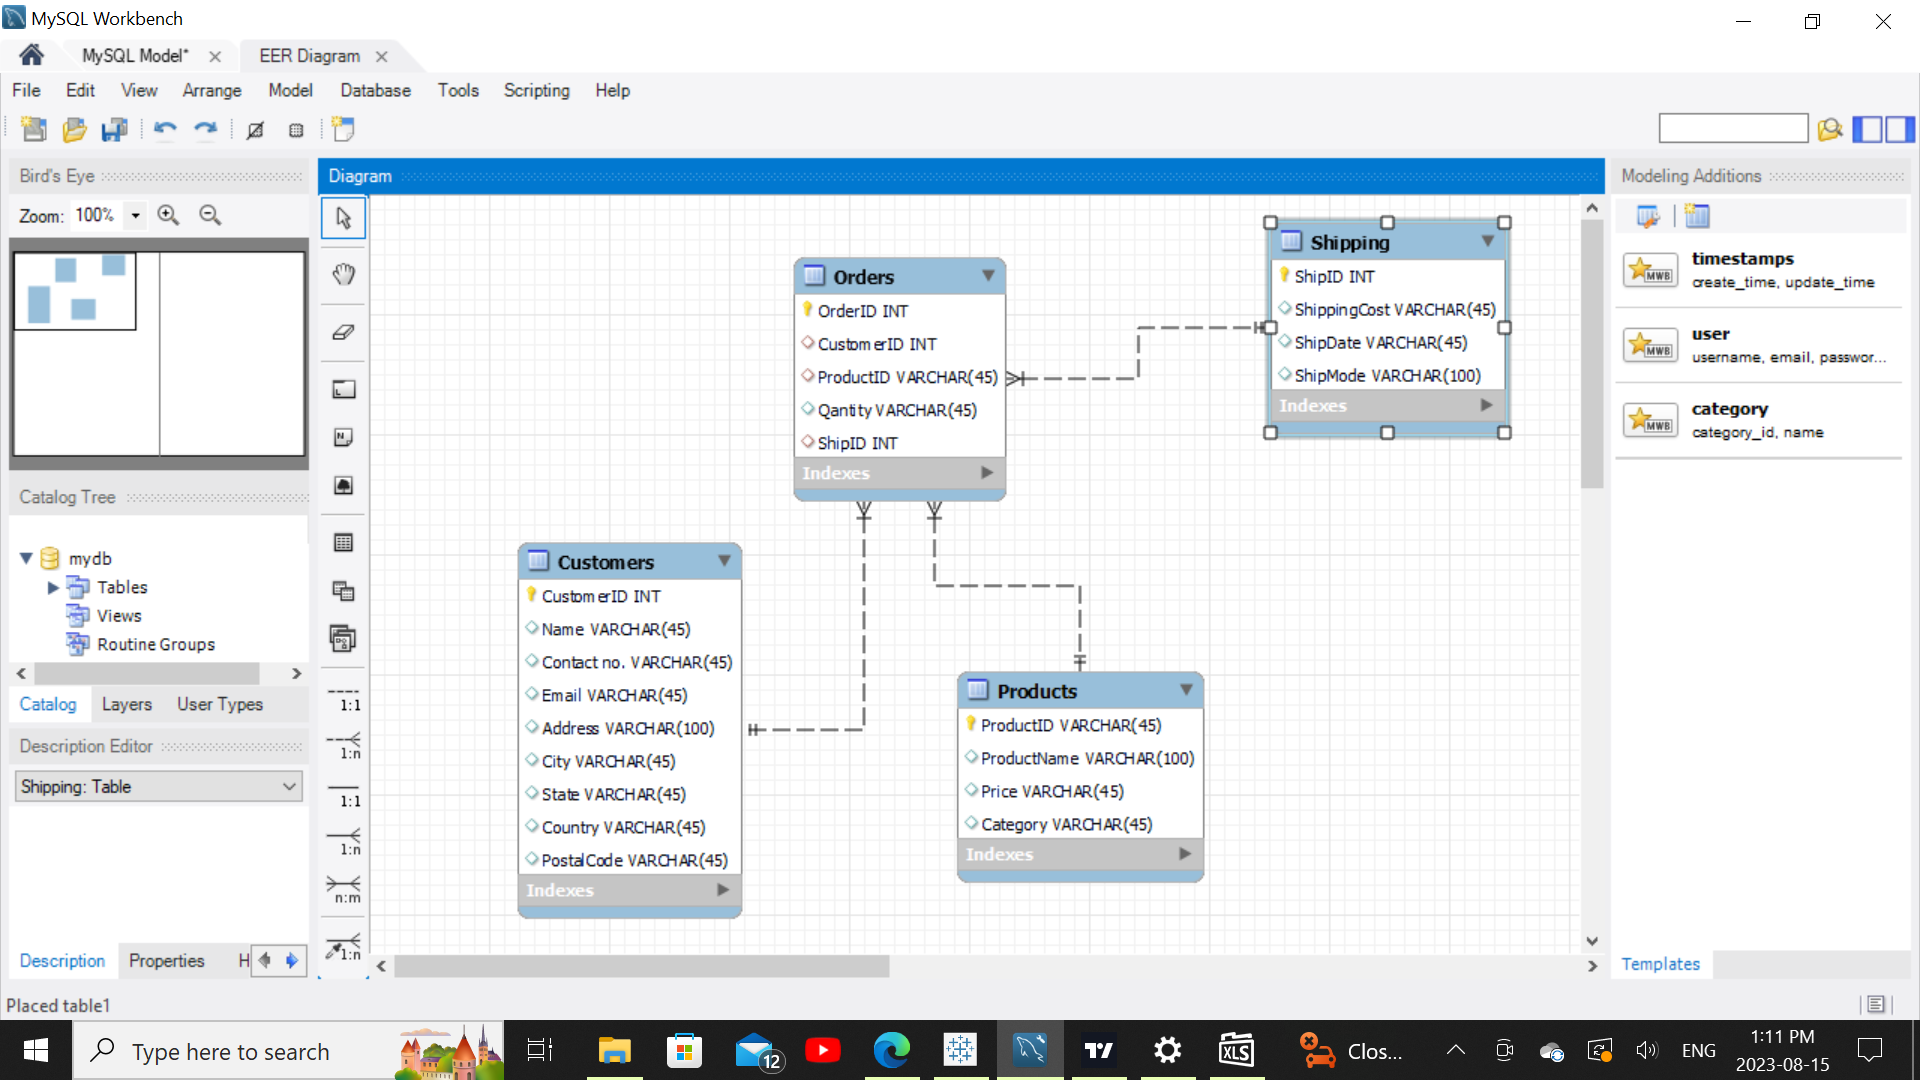 MySQL Workbench
MySQL Model*
EER Diagram
File Edit View Arrange Model Database Tools Scripting Help
Bird's Eye
Zoom: 100%
Catalog Tree
mydb
Tables
Views
Routine Groups
Catalog Layers User Types
Description Editor
Shipping: Table
Description Properties H
Placed table1
Diagram
1:1
1:n
1:1
1:n
n:m
1:n
Orders
OrderID INT
CustomerID INT
ProductID VARCHAR(45)
Qantity VARCHAR(45)
ShipID INT
Indexes
Shipping
ShipID INT
ShippingCost VARCHAR(45)
ShipDate VARCHAR(45)
ShipMode VARCHAR(100)
Indexes
Customers
CustomerID INT
Name VARCHAR(45)
Contact no. VARCHAR(45)
Email VARCHAR(45)
Address VARCHAR(100)
City VARCHAR(45)
State VARCHAR(45)
Country VARCHAR(45)
PostalCode VARCHAR(45)
Indexes
Products
ProductID VARCHAR(45)
ProductName VARCHAR(100)
Price VARCHAR(45)
Category VARCHAR(45)
Indexes
Modeling Additions
MWB
timestamps
create_time, update_time
MWB
user
username, email, passwor...
MWB
category
category_id, name
Templates
Type here to search
12
XLS
Clos...
ENG
1:11 PM
2023-08-15